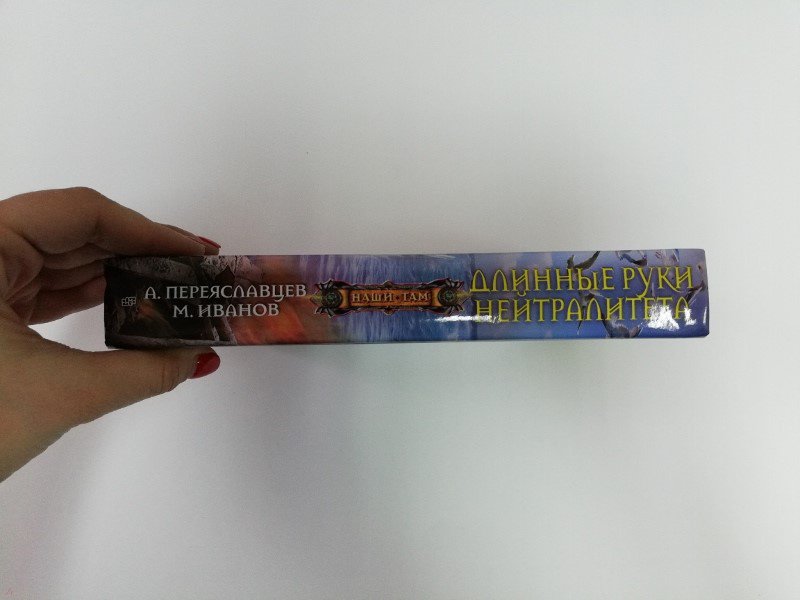 А. ПЕРЕЯСЛАВЦЕВ
М. ИВАНОВ
НАШИ ТАМ
ДЛИННЫЕ РУКИ
НЕЙТРАЛИТЕТА